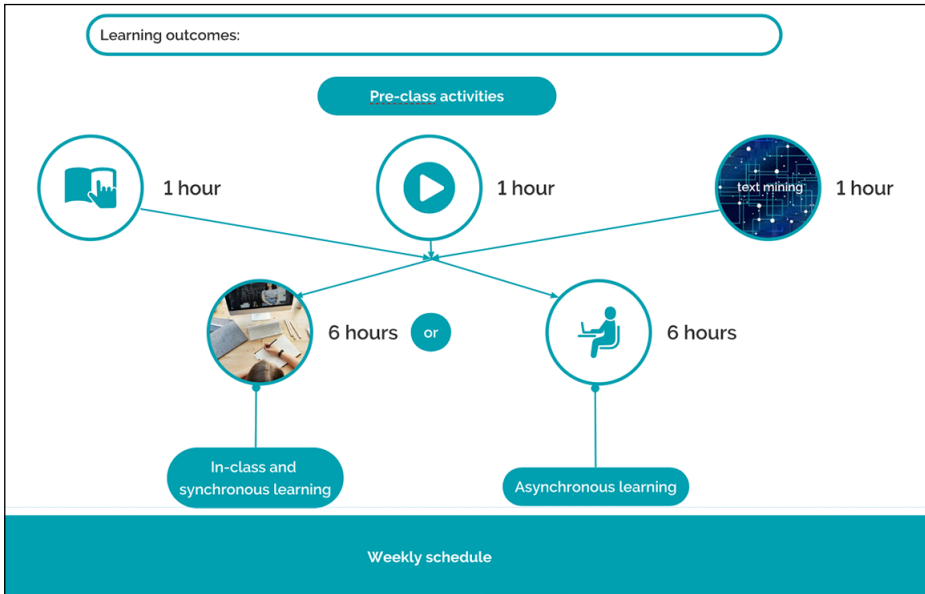 Learning outcomes:
Pre-class activities
1 hour
1 hour
text mining
1 hour
6 hours
or
6 hours
In-class and
synchronous learning
Asynchronous learning
Weekly schedule